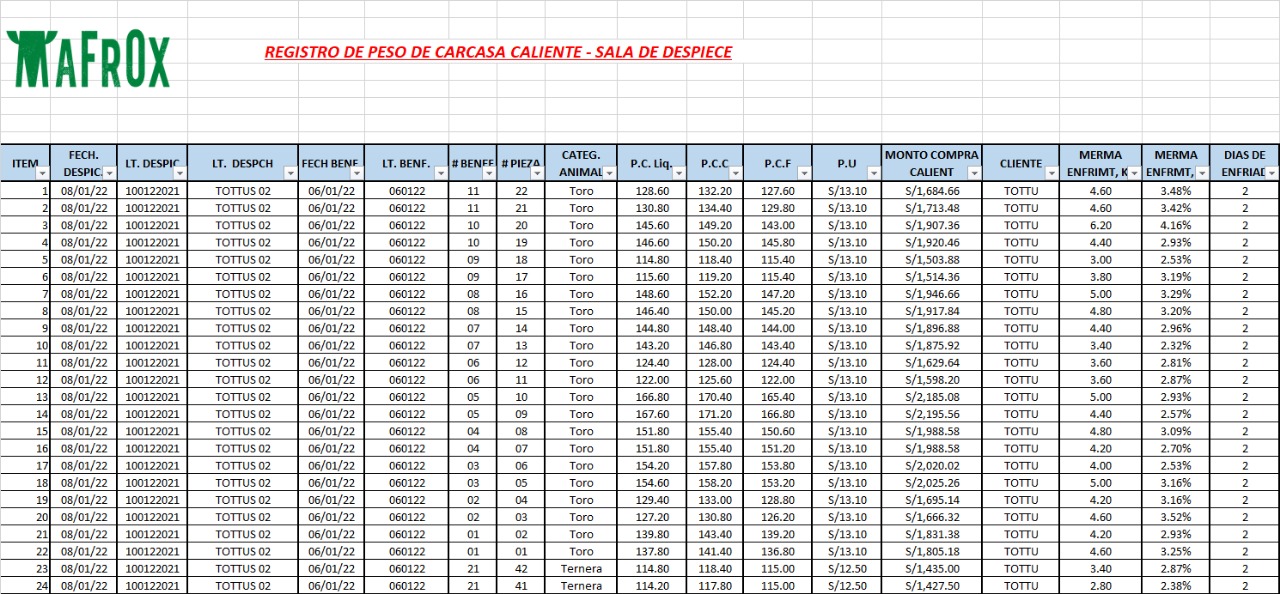 MAFROX
REGISTRO DE PESO DE CARCASA CALIENTE - SALA DE DESPIECE
ITEM FECH. DESPIC. LT. DESPIC LT. DESPCH FECH BENF LT. BENF. # BENEF # PIEZA CATEG. ANIMAL P.C. Liq. P.C.C P.C.F P.U MONTO COMPRA CALIENT CLIENTE MERMA ENFRIMT, K MERMA ENFRMT, DIAS DE ENFRIAD
1 08/01/22 100122021 TOTTUS 02 06/01/22 060122 11 22 Toro 128.60 132.20 127.60 S/13.10 S/1,684.66 TOTTU 4.60 3.48% 2
2 08/01/22 100122021 TOTTUS 02 06/01/22 060122 11 21 Toro 130.80 134.40 129.80 S/13.10 S/1,713.48 TOTTU 4.60 3.42% 2
3 08/01/22 100122021 TOTTUS 02 06/01/22 060122 10 20 Toro 145.60 149.20 143.00 S/13.10 S/1,907.36 TOTTU 6.20 4.16% 2
4 08/01/22 100122021 TOTTUS 02 06/01/22 060122 10 19 Toro 146.60 150.20 145.80 S/13.10 S/1,920.46 TOTTU 4.40 2.93% 2
5 08/01/22 100122021 TOTTUS 02 06/01/22 060122 09 18 Toro 114.80 118.40 115.40 S/13.10 S/1,503.88 TOTTU 3.00 2.53% 2
6 08/01/22 100122021 TOTTUS 02 06/01/22 060122 09 17 Toro 115.60 119.20 115.40 S/13.10 S/1,514.36 TOTTU 3.80 3.19% 2
7 08/01/22 100122021 TOTTUS 02 06/01/22 060122 08 16 Toro 148.60 152.20 147.20 S/13.10 S/1,946.66 TOTTU 5.00 3.29% 2
8 08/01/22 100122021 TOTTUS 02 06/01/22 060122 08 15 Toro 146.40 150.00 145.20 S/13.10 S/1,917.84 TOTTU 4.80 3.20% 2
9 08/01/22 100122021 TOTTUS 02 06/01/22 060122 07 14 Toro 144.80 148.40 144.00 S/13.10 S/1,896.88 TOTTU 4.40 2.96% 2
10 08/01/22 100122021 TOTTUS 02 06/01/22 060122 07 13 Toro 143.20 146.80 143.40 S/13.10 S/1,875.92 TOTTU 3.40 2.32% 2
11 08/01/22 100122021 TOTTUS 02 06/01/22 060122 06 12 Toro 124.40 128.00 124.40 S/13.10 S/1,629.64 TOTTU 3.60 2.81% 2
12 08/01/22 100122021 TOTTUS 02 06/01/22 060122 06 11 Toro 122.00 125.60 122.00 S/13.10 S/1,598.20 TOTTU 3.60 2.87% 2
13 08/01/22 100122021 TOTTUS 02 06/01/22 060122 05 10 Toro 166.80 170.40 165.40 S/13.10 S/2,185.08 TOTTU 5.00 2.93% 2
14 08/01/22 100122021 TOTTUS 02 06/01/22 060122 05 09 Toro 167.60 171.20 166.80 S/13.10 S/2,195.56 TOTTU 4.40 2.57% 2
15 08/01/22 100122021 TOTTUS 02 06/01/22 060122 04 08 Toro 151.80 155.40 150.60 S/13.10 S/1,988.58 TOTTU 4.80 3.09% 2
16 08/01/22 100122021 TOTTUS 02 06/01/22 060122 04 07 Toro 151.80 155.40 151.20 S/13.10 S/1,988.58 TOTTU 4.20 2.70% 2
17 08/01/22 100122021 TOTTUS 02 06/01/22 060122 03 06 Toro 154.20 157.80 153.80 S/13.10 S/2,020.02 TOTTU 4.00 2.53% 2
18 08/01/22 100122021 TOTTUS 02 06/01/22 060122 03 05 Toro 154.60 158.20 153.20 S/13.10 S/2,025.26 TOTTU 5.00 3.16% 2
19 08/01/22 100122021 TOTTUS 02 06/01/22 060122 02 04 Toro 129.40 133.00 128.80 S/13.10 S/1,695.14 TOTTU 4.20 3.16% 2
20 08/01/22 100122021 TOTTUS 02 06/01/22 060122 02 03 Toro 127.20 130.80 126.20 S/13.10 S/1,666.32 TOTTU 4.60 3.52% 2
21 08/01/22 100122021 TOTTUS 02 06/01/22 060122 01 02 Toro 139.80 143.40 139.20 S/13.10 S/1,831.38 TOTTU 4.20 2.93% 2
22 08/01/22 100122021 TOTTUS 02 06/01/22 060122 01 01 Toro 137.80 141.40 136.80 S/13.10 S/1,805.18 TOTTU 4.60 3.25% 2
23 08/01/22 100122021 TOTTUS 02 06/01/22 060122 21 42 Ternera 114.80 118.40 115.00 S/12.50 S/1,435.00 TOTTU 3.40 2.87% 2
24 08/01/22 100122021 TOTTUS 02 06/01/22 060122 21 41 Ternera 114.20 117.80 115.00 S/12.50 S/1,427.50 TOTTU 2.80 2.38% 2